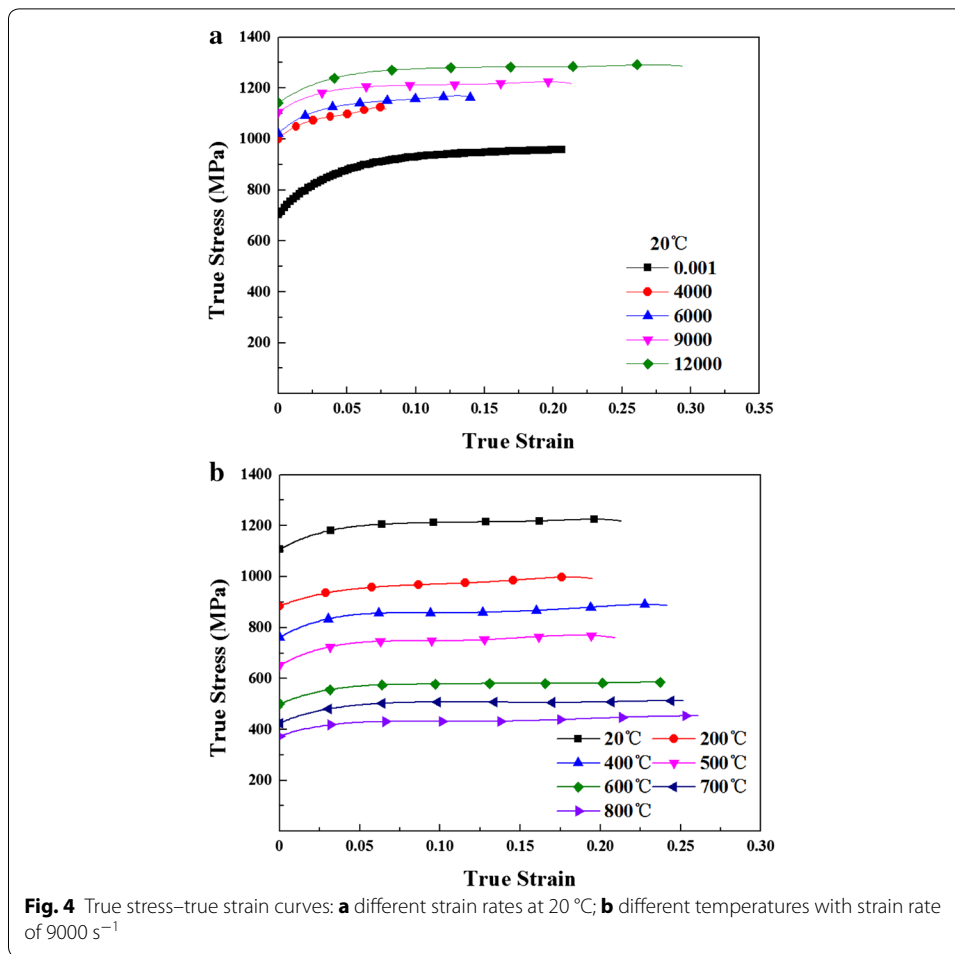 a
1400
1200
1000
800
600
400
200
True Stress (MPa)
20℃
0.001
4000
6000
9000
12000
0 0.05 0.10 0.15 0.20 0.25 0.30 0.35
True Strain
b
1400
1200
1000
800
600
400
200
True Stress (MPa)
20℃ 200℃
400℃ 500℃
600℃ 700℃
800℃
0 0.05 0.10 0.15 0.20 0.25 0.30
True Strain
Fig. 4 True stress–true strain curves: a different strain rates at 20 °C; b different temperatures with strain rate
of 9000 s⁻¹